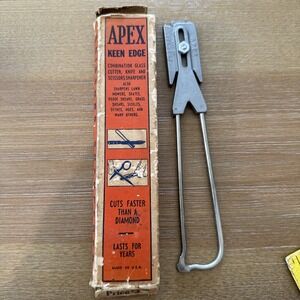 APEX
KEEN EDGE
COMBINATION GLASS
CUTTER, KNIFE AND
SCISSORS SHARPENER
ALSO
SHARPENS LAWN
MOWERS, SKATES,
HEDGE SHEARS, GRASS
SHEARS, SICKLES,
SCYTHES, HOES, AND
MANY OTHERS.
CUTS FASTER
THAN A
DIAMOND
LASTS FOR
YEARS
MADE IN U.S.A.